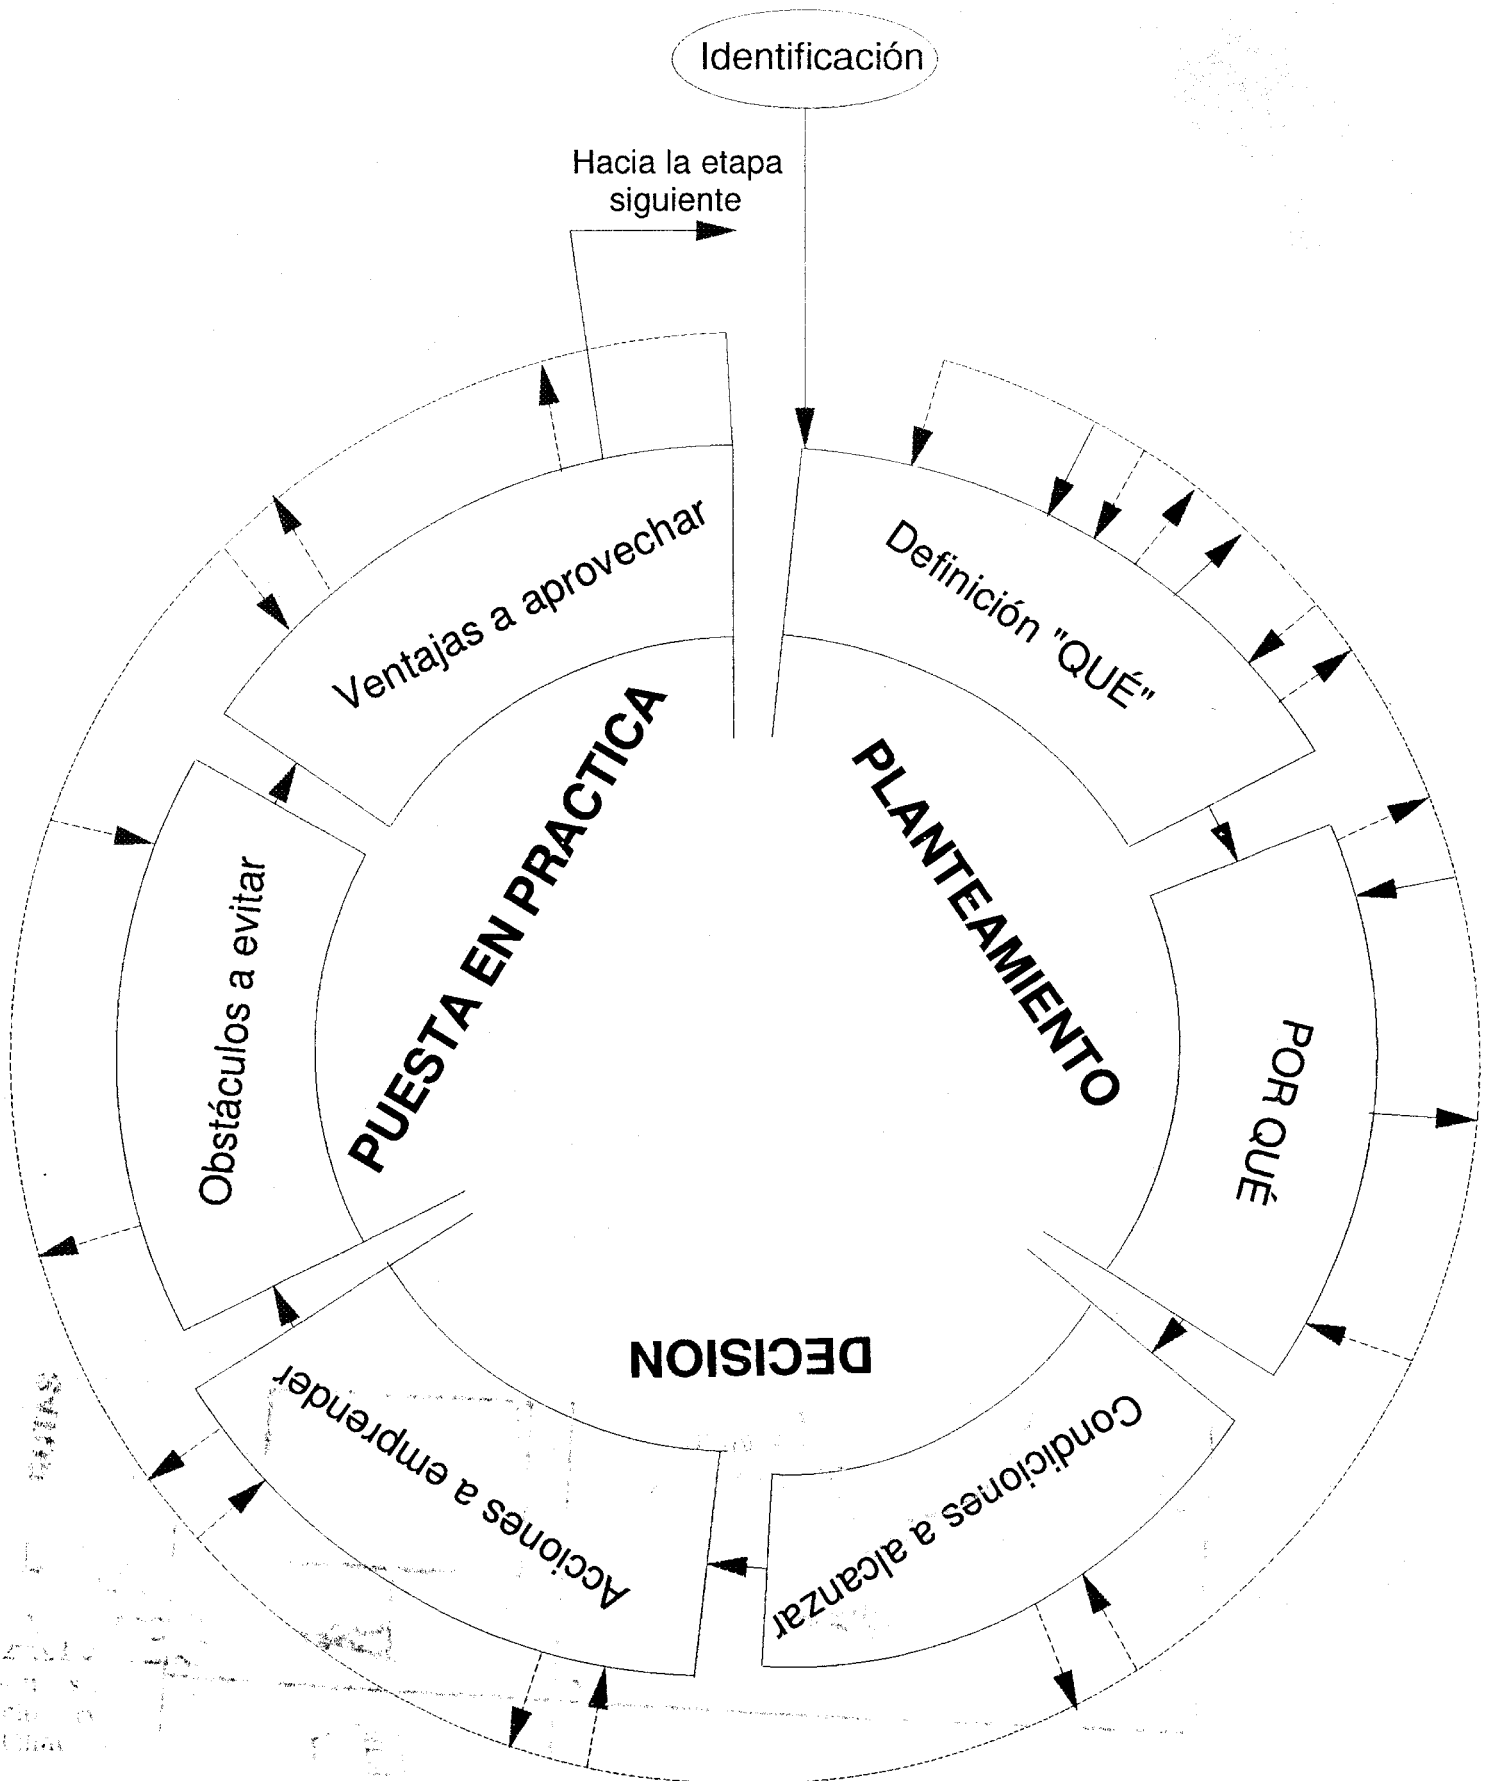 Identificación
Hacia la etapa
siguiente
Definición "QUÉ"
PLANTEAMIENTO
POR QUÉ
Condiciones a alcanzar
DECISION
Acciones a emprender
Obstáculos a evitar
PUESTA EN PRACTICA
Ventajas a aprovechar